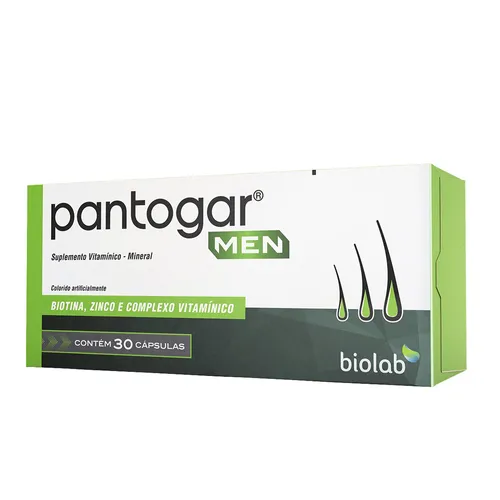 pantogar®
MEN
Suplemento Vitamínico - Mineral
Colorido artificialmente
BIOTINA, ZINCO E COMPLEXO VITAMÍNICO
CONTÉM 30 CÁPSULAS
biolab